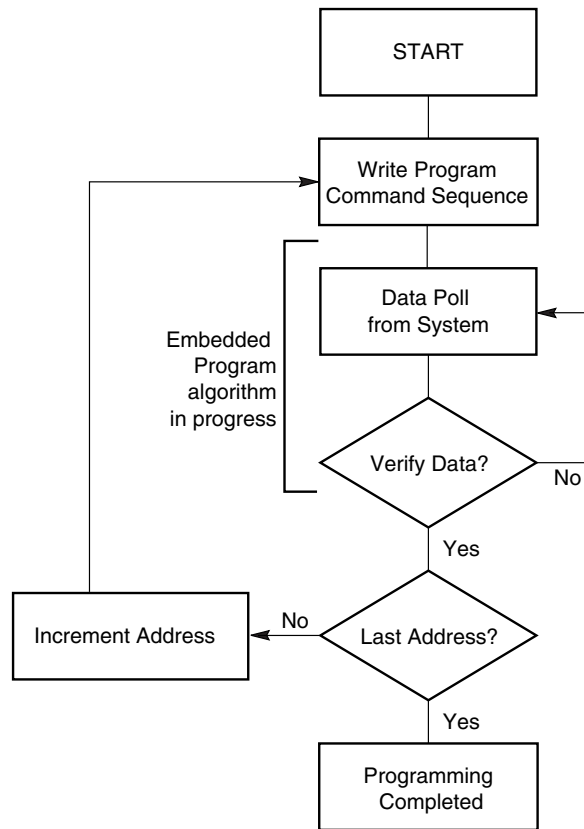 START
Write Program
Command Sequence
Data Poll
from System
Embedded
Program
algorithm
in progress
Verify Data?
No
Yes
Last Address?
No
Increment Address
Yes
Programming
Completed